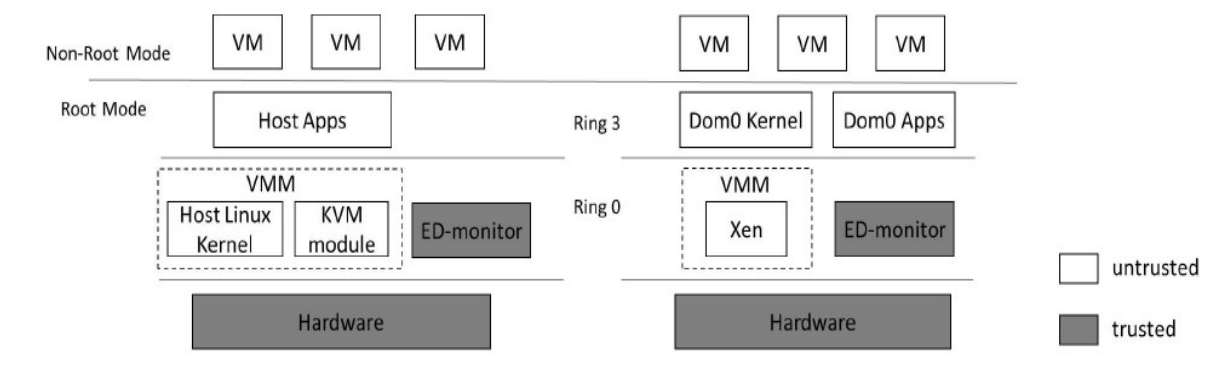 Non-Root Mode
VM VM VM VM VM VM
Root Mode
Host Apps
Ring 3
Dom0 Kernel Dom0 Apps
VMM
Host Linux
Kernel
KVM
module
ED-monitor
Ring 0
VMM
Xen
ED-monitor
untrusted
Hardware
Hardware
trusted